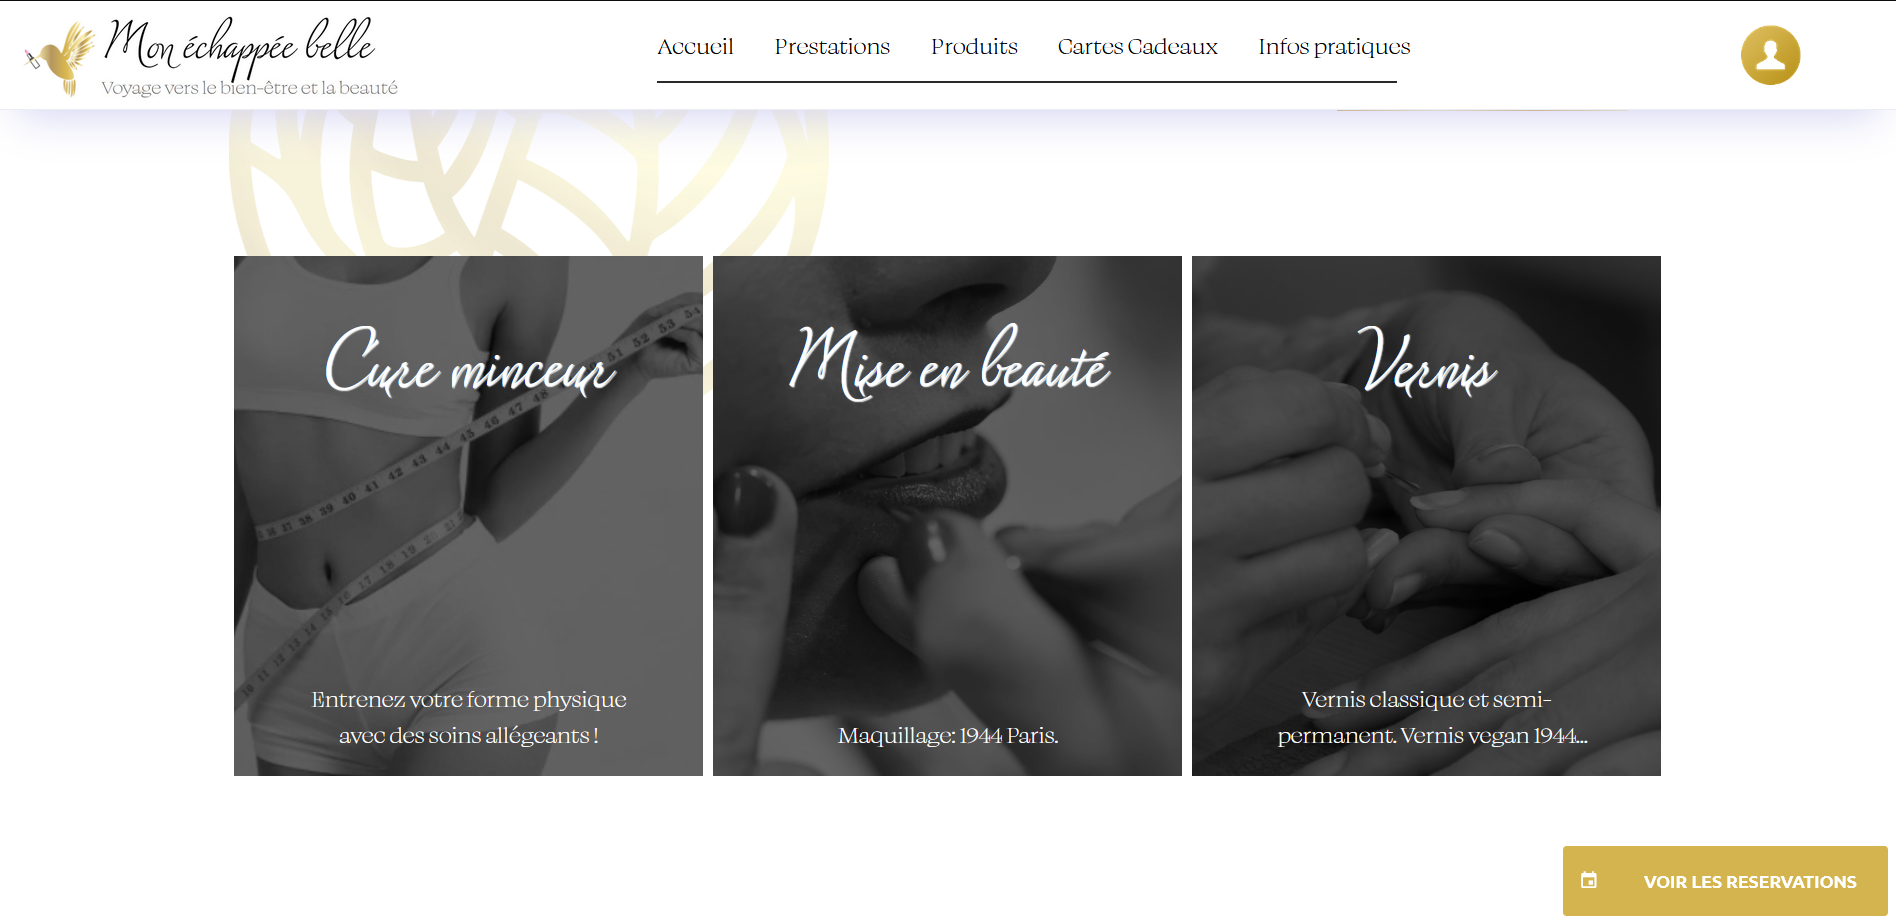 Mon échappée belle
Voyage vers le bien-être et la beauté
Accueil Prestations Produits Cartes Cadeaux Infos pratiques
Cure minceur
Entrenez votre forme physique
avec des soins allégeants !
Mise en beauté
Maquillage: 1944 Paris.
Vernis
Vernis classique et semi-
permanent. Vernis vegan 1944...
VOIR LES RESERVATIONS